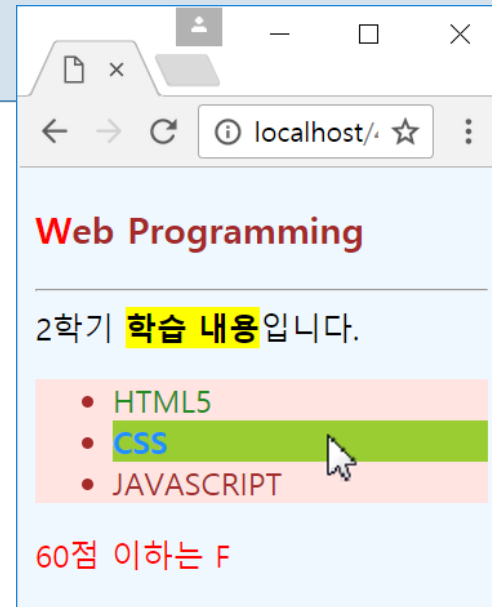 localhost/4
Web Programming
2학기 학습 내용입니다.
• HTML5
• CSS
• JAVASCRIPT
60점 이하는 F